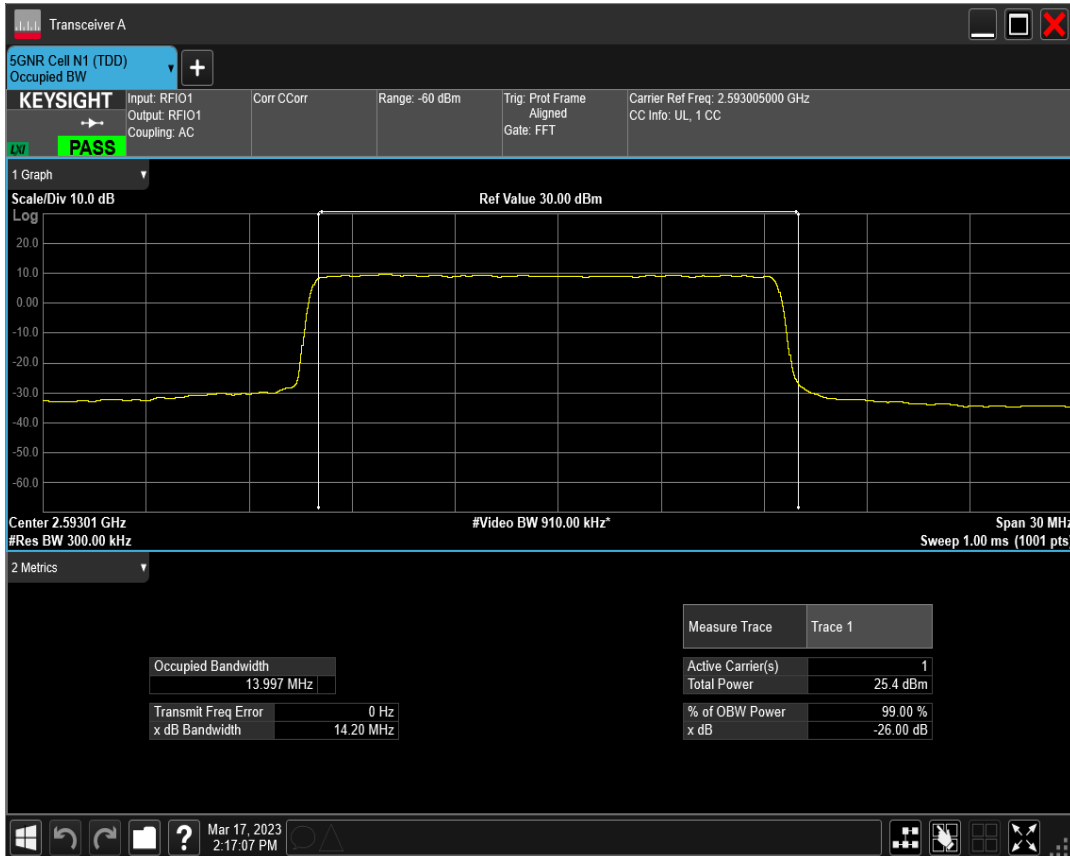 Transceiver A
5GNR Cell N1 (TDD)
Occupied BW
KEYSIGHT
LXI
PASS
Input: RFIO1
Output: RFIO1
Coupling: AC
Corr CCorr
Range: -60 dBm
Trig: Prot Frame
Aligned
Gate: FFT
Carrier Ref Freq: 2.593005000 GHz
CC Info: UL, 1 CC
1 Graph
Scale/Div 10.0 dB
Ref Value 30.00 dBm
Log
20.0
10.0
0.00
-10.0
-20.0
-30.0
-40.0
-50.0
-60.0
Center 2.59301 GHz
#Video BW 910.00 kHz*
Span 30 MHz
#Res BW 300.00 kHz
Sweep 1.00 ms (1001 pts)
2 Metrics
Measure Trace Trace 1
Occupied Bandwidth
13.997 MHz
Active Carrier(s) 1
Total Power 25.4 dBm
Transmit Freq Error 0 Hz
x dB Bandwidth 14.20 MHz
% of OBW Power 99.00 %
x dB -26.00 dB
Mar 17, 2023
2:17:07 PM